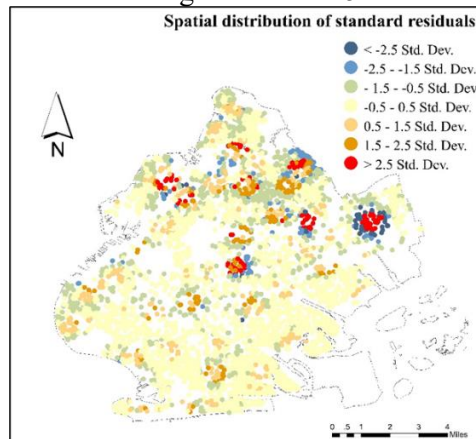 Spatial distribution of standard residuals
< -2.5 Std. Dev.
-2.5 - -1.5 Std. Dev.
- 1.5 - -0.5 Std. Dev.
-0.5 - 0.5 Std. Dev.
0.5 - 1.5 Std. Dev.
1.5 - 2.5 Std. Dev.
> 2.5 Std. Dev.
N
0 .5 1 2 3 4
Miles